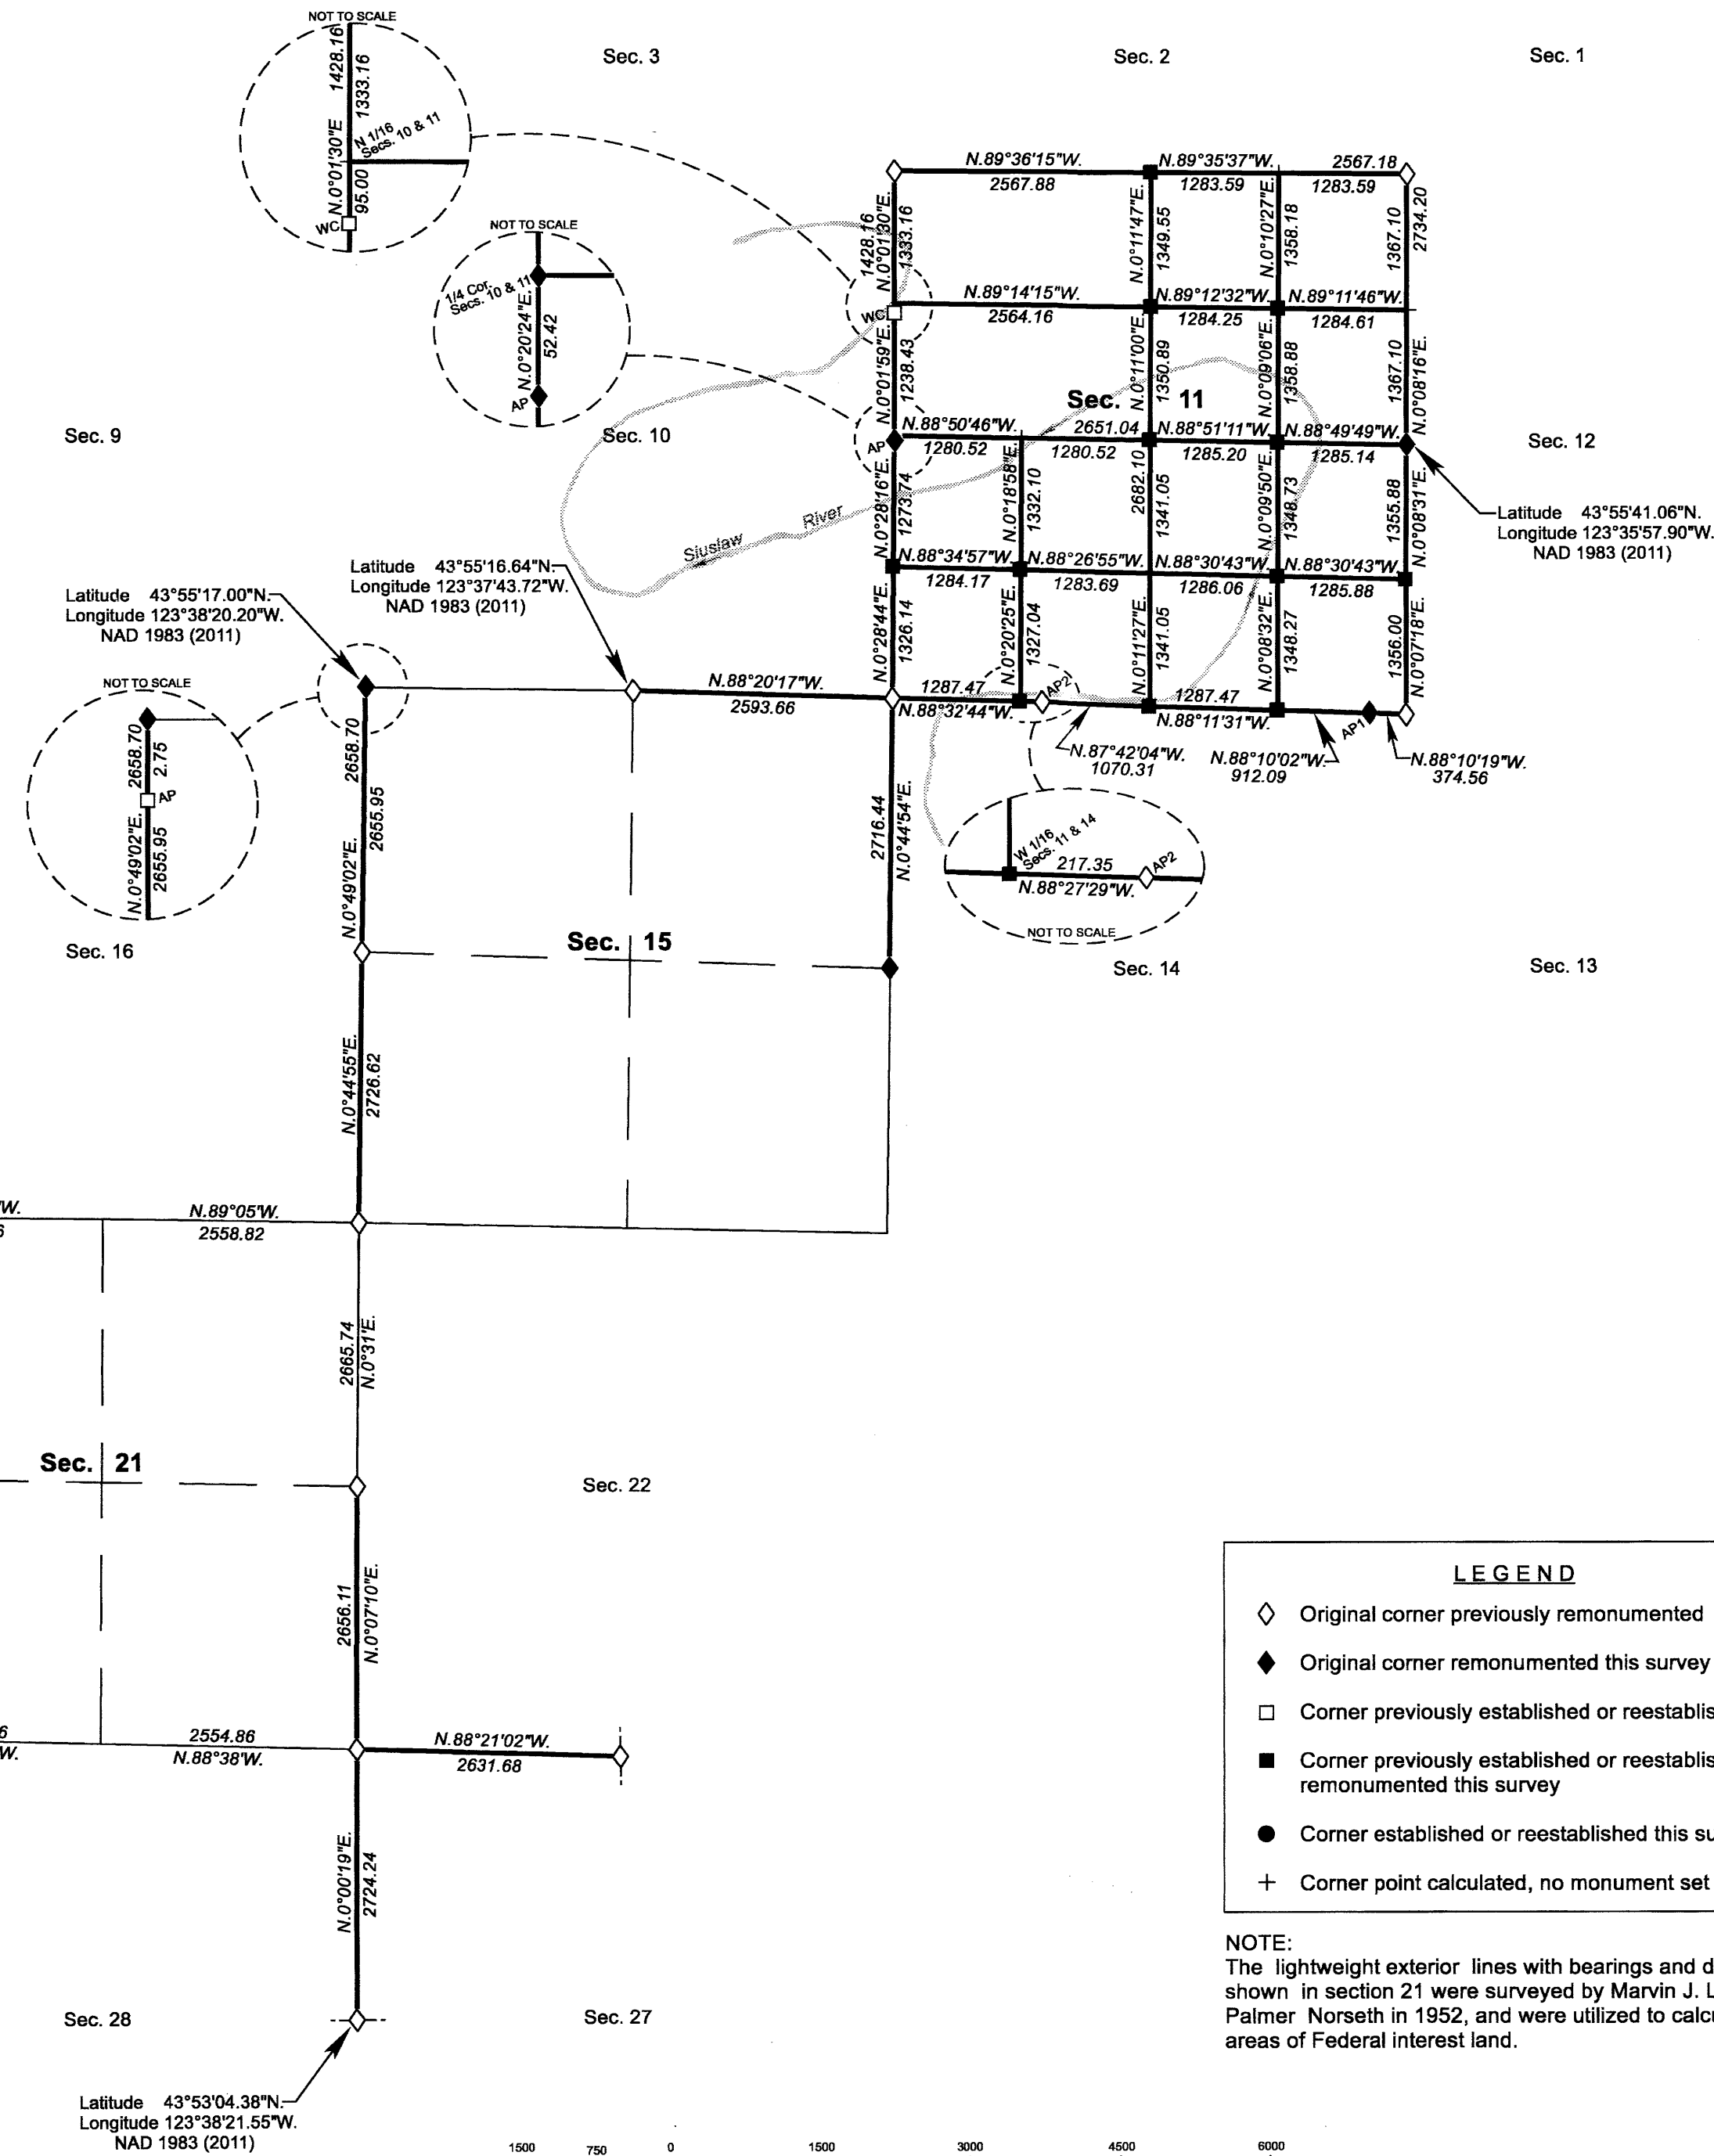 NOT TO SCALE
1428.16
1333.16
N.0°01'30"E
N 1/16
Secs. 10 & 11
95.00
WC
Sec. 3
Sec. 2
Sec. 1
NOT TO SCALE
1/4 Cor.
Secs. 10 & 11
N.0°20'24"E.
52.42
AP
N.89°36'15"W.
2567.88
N.89°35'37"W.
1283.59
2567.18
1283.59
1428.16
N.0°01'30"E.
1333.16
N.0°11'47"E.
1349.55
N.0°10'27"E.
1358.18
1367.10
2734.20
WC
N.89°14'15"W.
2564.16
N.89°12'32"W.
1284.25
N.89°11'46"W.
1284.61
N.0°01'59"E.
1238.43
N.0°11'00"E.
1350.89
N.0°09'06"E.
1358.88
1367.10
N.0°08'16"E.
Sec. 11
Sec. 9
Sec. 10
Sec. 12
AP
N.88°50'46"W.
1280.52
2651.04
1280.52
N.88°51'11"W.
1285.20
N.88°49'49"W.
1285.14
N.0°28'16"E.
1273.74
N.0°18'58"E.
1332.10
2682.10
1341.05
N.0°09'50"E.
1348.73
1355.88
N.0°08'31"E.
Latitude 43°55'41.06"N.
Longitude 123°35'57.90"W.
NAD 1983 (2011)
Siuslaw River
N.88°34'57"W.
1284.17
N.88°26'55"W.
1283.69
N.88°30'43"W.
1286.06
N.88°30'43"W.
1285.88
Latitude 43°55'16.64"N.
Longitude 123°37'43.72"W.
NAD 1983 (2011)
Latitude 43°55'17.00"N.
Longitude 123°38'20.20"W.
NAD 1983 (2011)
N.0°28'44"E.
1326.14
N.0°20'25"E.
1327.04
N.0°11'27"E.
1341.05
N.0°08'32"E.
1348.27
1356.00
N.0°07'18"E.
NOT TO SCALE
2658.70
2.75
AP
N.0°49'02"E.
2655.95
N.88°20'17"W.
2593.66
1287.47
N.88°32'44"W.
AP2
1287.47
N.88°11'31"W.
AP1
N.87°42'04"W.
1070.31
N.88°10'02"W.
912.09
N.88°10'19"W.
374.56
2658.70
2655.95
N.0°49'02"E.
2716.44
N.0°44'54"E.
W 1/16
Secs. 11 & 14
217.35
AP2
N.88°27'29"W.
NOT TO SCALE
Sec. 16
Sec. 15
Sec. 14
Sec. 13
N.0°44'55"E.
2726.62
"W.
6
N.89°05'W.
2558.82
2665.74
N.0°31'E.
Sec. 21
Sec. 22
2656.11
N.0°07'10"E.
6
W.
2554.86
N.88°38'W.
N.88°21'02"W.
2631.68
N.0°00'19"E.
2724.24
Sec. 28
Sec. 27
Latitude 43°53'04.38"N.
Longitude 123°38'21.55"W.
NAD 1983 (2011)
LEGEND
Original corner previously remonumented
Original corner remonumented this survey
Corner previously established or reestablis
Corner previously established or reestablis
remonumented this survey
Corner established or reestablished this su
Corner point calculated, no monument set
NOTE:
The lightweight exterior lines with bearings and d
shown in section 21 were surveyed by Marvin J. L
Palmer Norseth in 1952, and were utilized to calcu
areas of Federal interest land.
1500 750 0 1500 3000 4500 6000